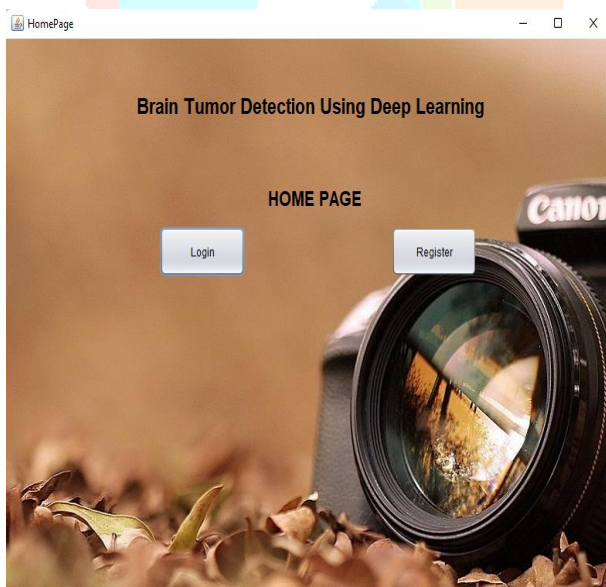 HomePage
Brain Tumor Detection Using Deep Learning
HOME PAGE
Canon
Login Register